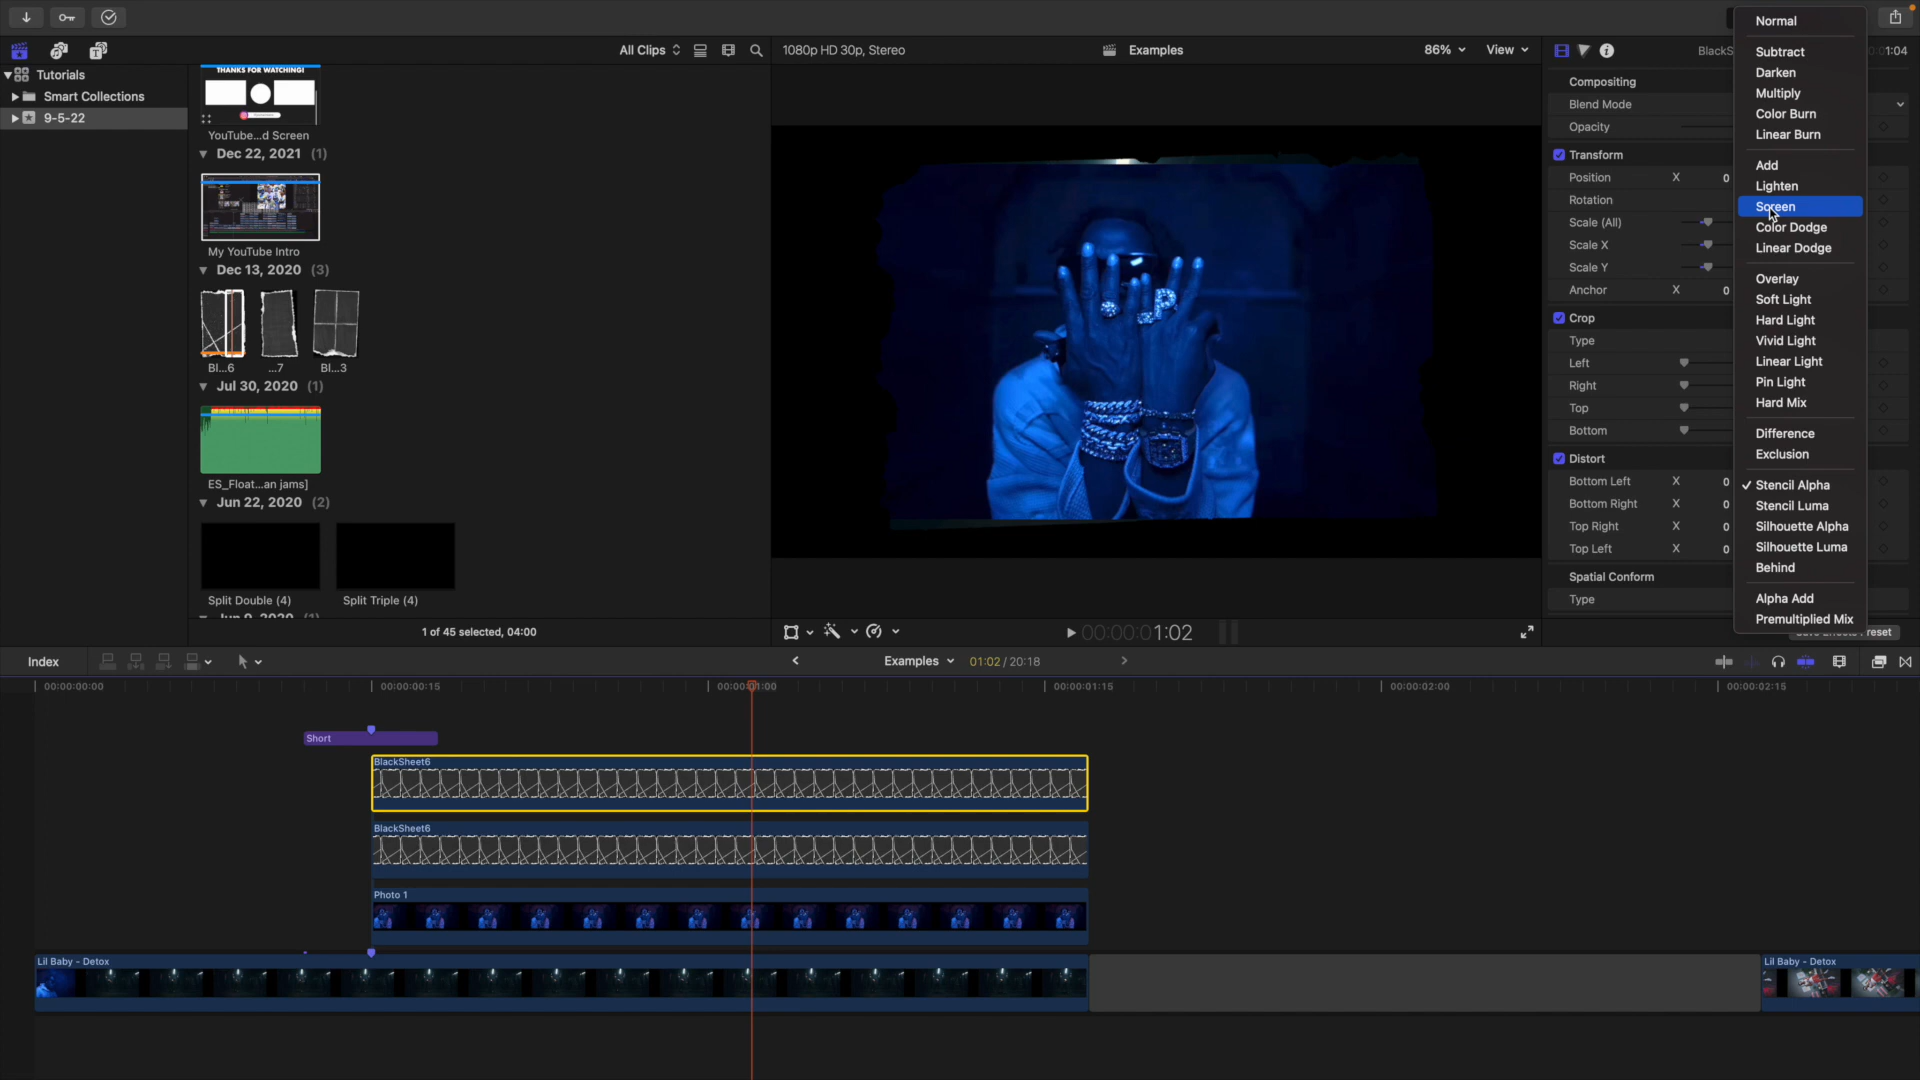 All Clips
1080p HD 30p, Stereo
Examples
86%
View
1:04
Tutorials
Smart Collections
9-5-22
THANKS FOR WATCHING!
YouTube...d Screen
Dec 22, 2021 (1)
My YouTube Intro
Dec 13, 2020 (3)
Bl...6
...7
Bl...3
Jul 30, 2020 (1)
ES_Float...an jams]
Jun 22, 2020 (2)
Split Double (4)
Split Triple (4)
1 of 45 selected, 04:00
00:00:00:01:02
Compositing
Blend Mode
Opacity
Transform
Position X 0
Rotation
Scale (All)
Scale X
Scale Y
Anchor X 0
Crop
Type
Left
Right
Top
Bottom
Distort
Bottom Left X 0
Bottom Right X 0
Top Right X 0
Top Left X 0
Spatial Conform
Type
Normal
Subtract
Darken
Multiply
Color Burn
Linear Burn
Add
Lighten
Screen
Color Dodge
Linear Dodge
Overlay
Soft Light
Hard Light
Vivid Light
Linear Light
Pin Light
Hard Mix
Difference
Exclusion
✓ Stencil Alpha
Stencil Luma
Silhouette Alpha
Silhouette Luma
Behind
Alpha Add
Premultiplied Mix
Index
Examples
01:02 / 20:18
00:00:00:00
00:00:00:15
00:00:01:00
00:00:01:15
00:00:02:00
00:00:02:15
Short
BlackSheet6
BlackSheet6
Photo 1
Lil Baby - Detox
Lil Baby - Detox